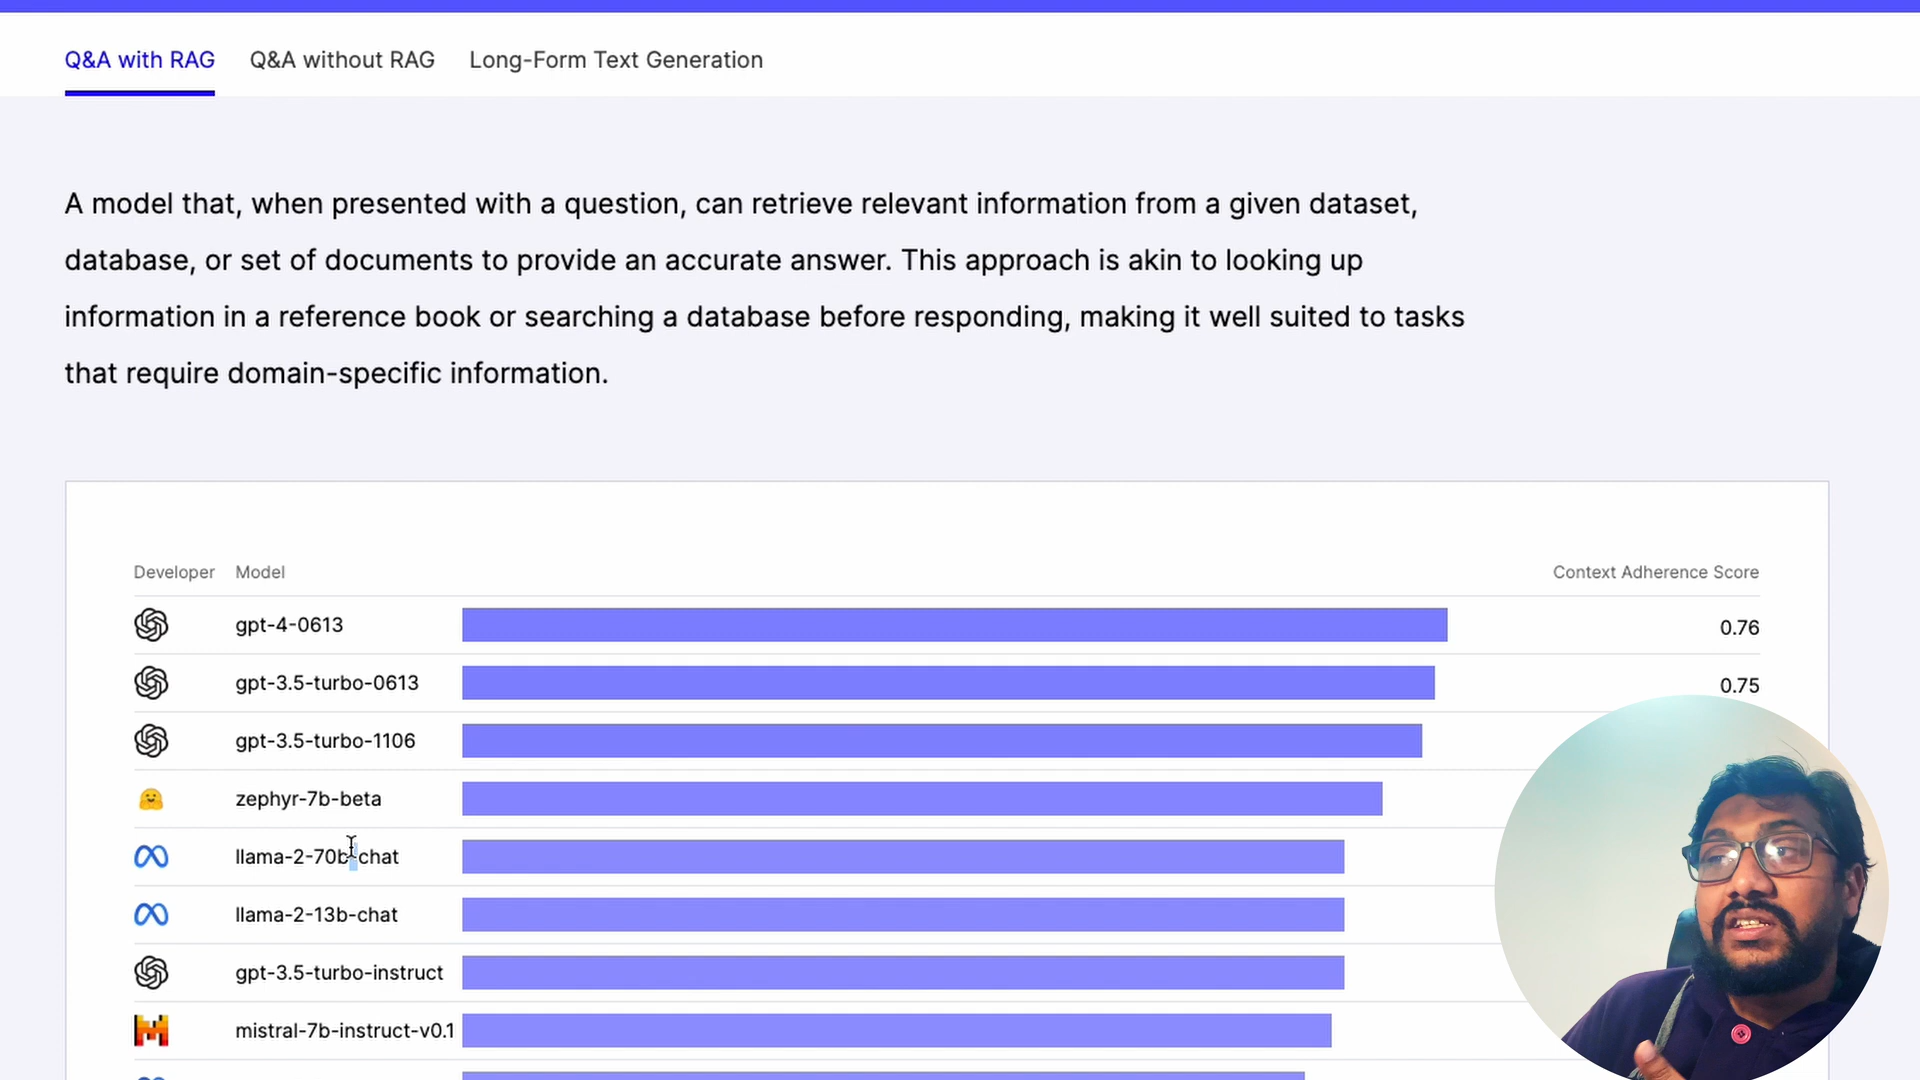 Q&A with RAG Q&A without RAG Long-Form Text Generation
A model that, when presented with a question, can retrieve relevant information from a given dataset,
database, or set of documents to provide an accurate answer. This approach is akin to looking up
information in a reference book or searching a database before responding, making it well suited to tasks
that require domain-specific information.
Developer Model Context Adherence Score
gpt-4-0613 0.76
gpt-3.5-turbo-0613 0.75
gpt-3.5-turbo-1106
zephyr-7b-beta
llama-2-70b-chat
llama-2-13b-chat
gpt-3.5-turbo-instruct
mistral-7b-instruct-v0.1